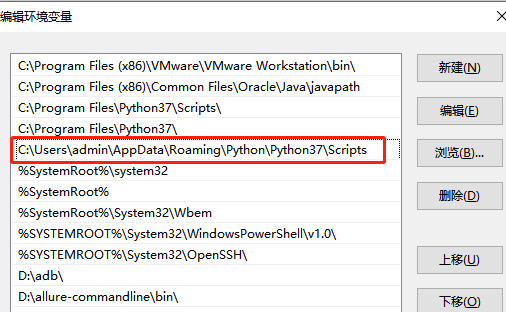 编辑环境变量
C:\Program Files (x86)\VMware\VMware Workstation\bin\
C:\Program Files (x86)\Common Files\Oracle\Java\javapath
C:\Program Files\Python37\Scripts\
C:\Program Files\Python37\
C:\Users\admin\AppData\Roaming\Python\Python37\Scripts
%SystemRoot%\system32
%SystemRoot%
%SystemRoot%\System32\Wbem
%SYSTEMROOT%\System32\WindowsPowerShell\v1.0\
%SYSTEMROOT%\System32\OpenSSH\
D:\adb\
D:\allure-commandline\bin\
新建(N)
编辑(E)
浏览(B)...
删除(D)
上移(U)
下移(O)